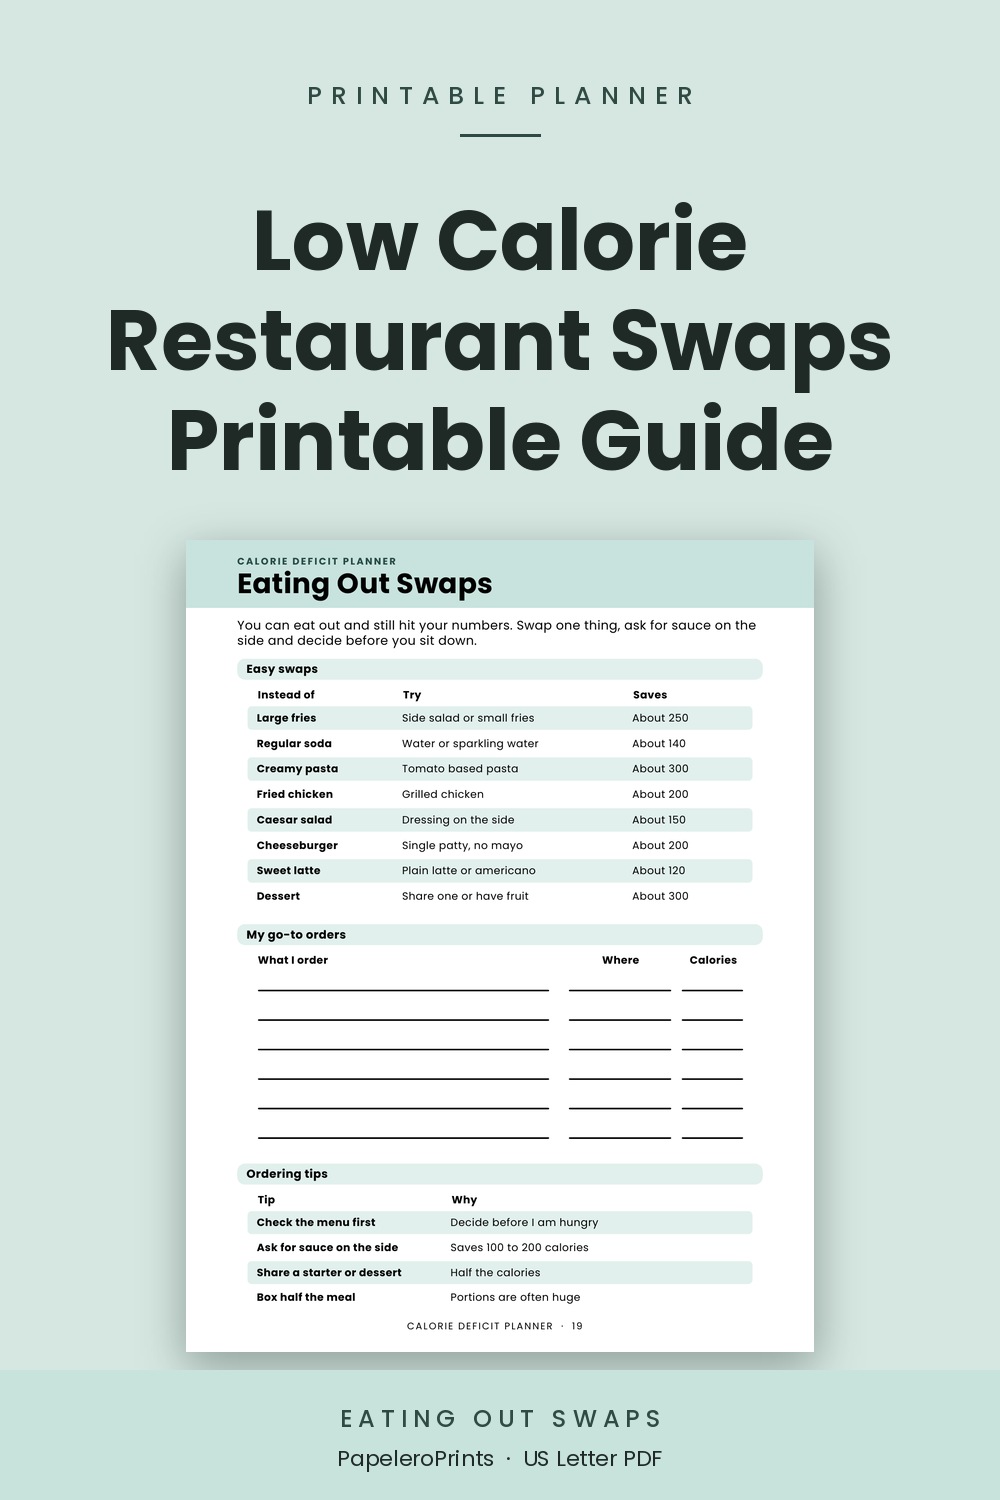 PRINTABLE PLANNER
Low Calorie
Restaurant Swaps
Printable Guide
CALORIE DEFICIT PLANNER
Eating Out Swaps
You can eat out and still hit your numbers. Swap one thing, ask for sauce on the
side and decide before you sit down.
Easy swaps
Instead of Try Saves
Large fries Side salad or small fries About 250
Regular soda Water or sparkling water About 140
Creamy pasta Tomato based pasta About 300
Fried chicken Grilled chicken About 200
Caesar salad Dressing on the side About 150
Cheeseburger Single patty, no mayo About 200
Sweet latte Plain latte or americano About 120
Dessert Share one or have fruit About 300
My go-to orders
What I order Where Calories
Ordering tips
Tip Why
Check the menu first Decide before I am hungry
Ask for sauce on the side Saves 100 to 200 calories
Share a starter or dessert Half the calories
Box half the meal Portions are often huge
CALORIE DEFICIT PLANNER · 19
EATING OUT SWAPS
PapeleroPrints · US Letter PDF